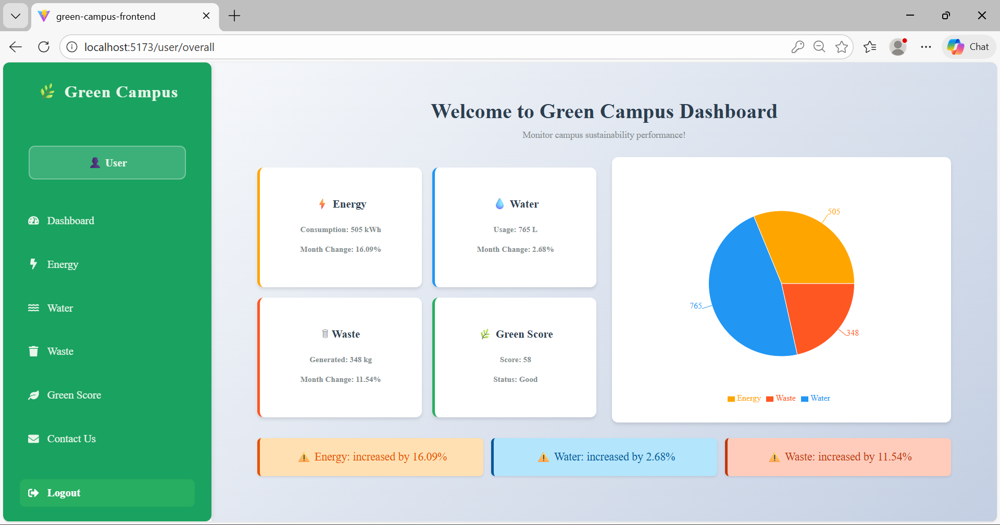 green-campus-frontend
localhost:5173/user/overall
Chat
Green Campus
User
Dashboard
Energy
Water
Waste
Green Score
Contact Us
Logout
Welcome to Green Campus Dashboard
Monitor campus sustainability performance!
Energy
Consumption: 505 kWh
Month Change: 16.09%
Water
Usage: 765 L
Month Change: 2.68%
Waste
Generated: 348 kg
Month Change: 11.54%
Green Score
Score: 58
Status: Good
505
765
348
Energy Waste Water
Energy: increased by 16.09%
Water: increased by 2.68%
Waste: increased by 11.54%